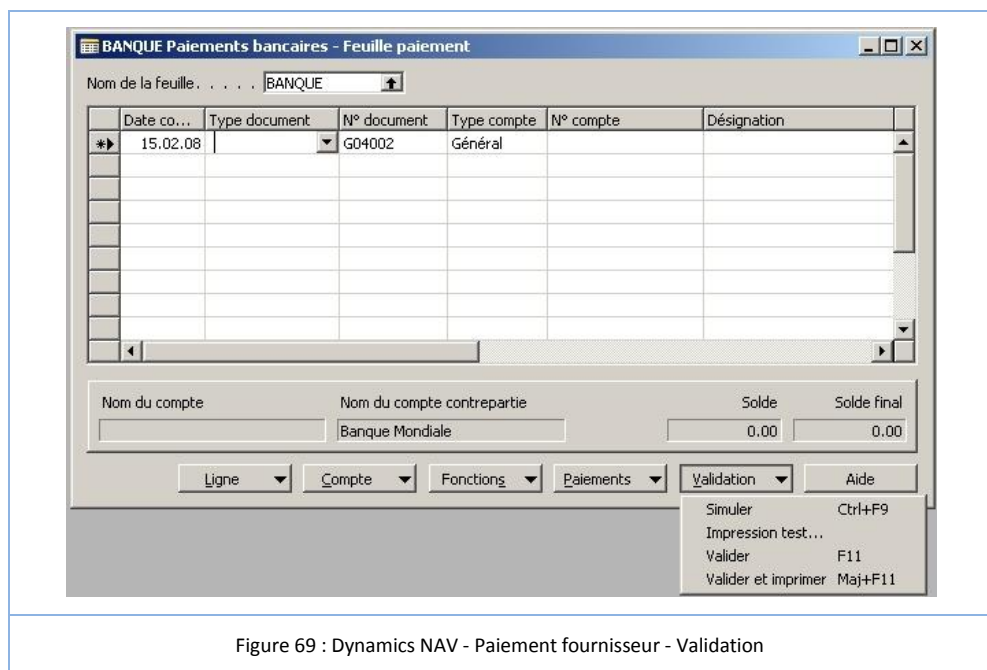 BANQUE Paiements bancaires - Feuille paiement
Nom de la feuille. . . . . BANQUE
Date co... Type document N° document Type compte N° compte Désignation
15.02.08 G04002 Général
Nom du compte Nom du compte contrepartie Solde Solde final
Banque Mondiale 0.00 0.00
Ligne Compte Fonctions Paiements Validation Aide
Simuler Ctrl+F9
Impression test...
Valider F11
Valider et imprimer Maj+F11
Figure 69 : Dynamics NAV - Paiement fournisseur - Validation